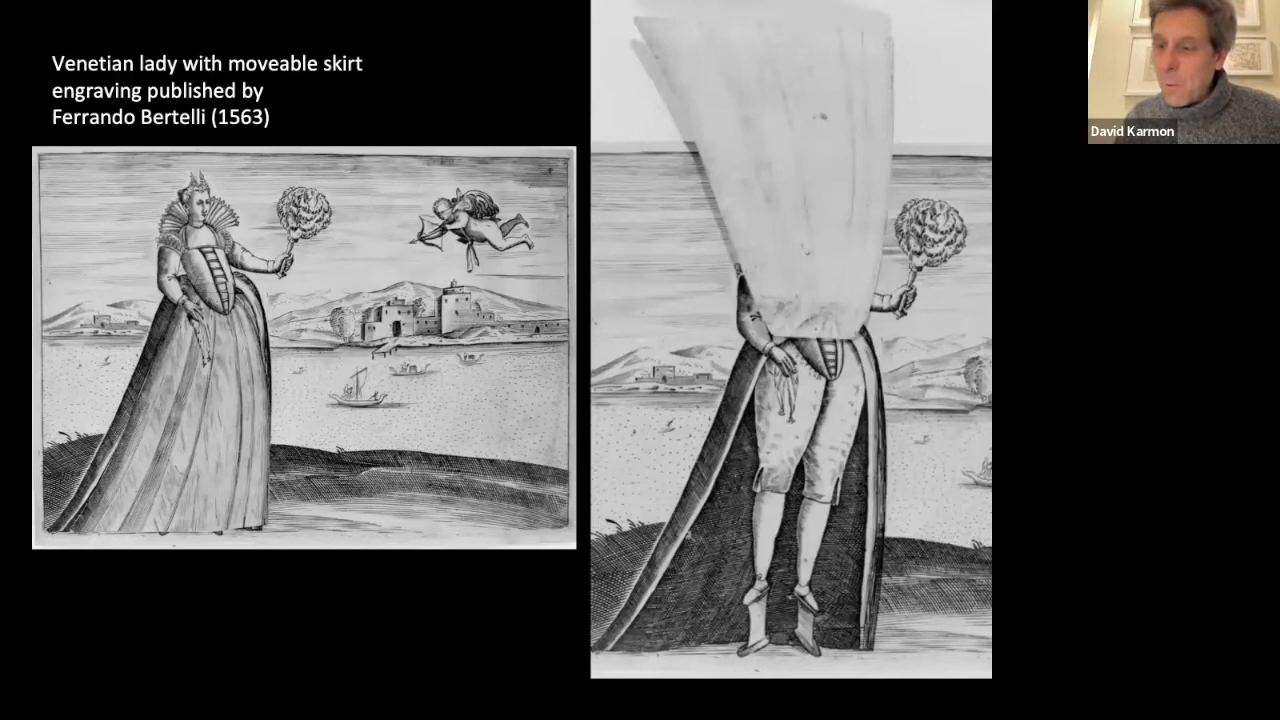 Venetian lady with moveable skirt
engraving published by
Ferrando Bertelli (1563)
David Karmon